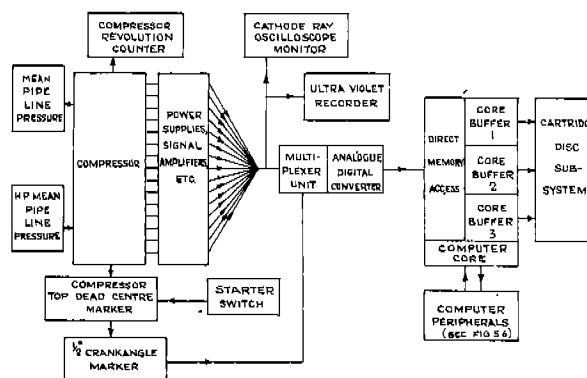 COMPRESSOR
REVOLUTION
COUNTER
CATHODE RAY
OSCILLOSCOPE
MONITOR
MEAN
PIPE
LINE
PRESSURE
ULTRA VIOLET
RECORDER
POWER
SUPPLIES,
SIGNAL
AMPLIFIERS,
ETC.
COMPRESSOR
HP MEAN
PIPE
LINE
PRESSURE
MULTI-
PLEXER
UNIT
ANALOGUE
DIGITAL
CONVERTER
DIRECT
MEMORY
ACCESS
CORE
BUFFER
1
CORE
BUFFER
2
CORE
BUFFER
3
COMPUTER
CORE
CARTRID
DISC
SUB-
SYSTEM
COMPRESSOR
TOP DEAD CENTRE
MARKER
STARTER
SWITCH
½° CRANKANGLE
MARKER
COMPUTER
PERIPHERALS
(SEE FIG 5.6)